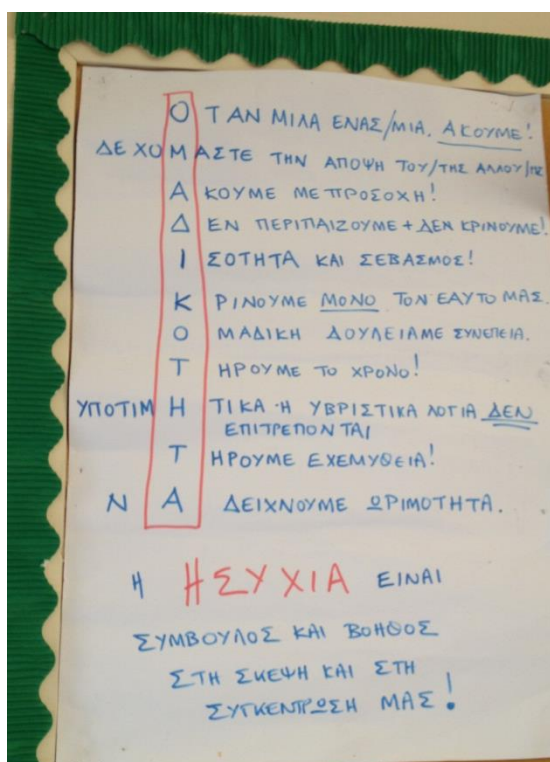 ΟΤΑΝ ΜΙΛΑ ΕΝΑΣ/ΜΙΑ. ΑΚΟΥΜΕ!
ΔΕΧΟΜΑΣΤΕ ΤΗΝ ΑΠΟΨΗ ΤΟΥ/ΤΗΣ ΑΛΛΟΥ/ΗΣ
ΑΚΟΥΜΕ ΜΕ ΠΡΟΣΟΧΗ!
ΔΕΝ ΠΕΡΙΠΑΙΖΟΥΜΕ + ΔΕΝ ΚΡΙΝΟΥΜΕ!
ΙΣΟΤΗΤΑ ΚΑΙ ΣΕΒΑΣΜΟΣ!
ΚΡΙΝΟΥΜΕ ΜΟΝΟ ΤΟΝ ΕΑΥΤΟ ΜΑΣ.
ΟΜΑΔΙΚΗ ΔΟΥΛΕΙΑ ΜΕ ΣΥΝΕΠΕΙΑ.
ΤΗΡΟΥΜΕ ΤΟ ΧΡΟΝΟ!
ΥΠΟΤΙΜΗΤΙΚΑ Ή ΥΒΡΙΣΤΙΚΑ ΛΟΓΙΑ ΔΕΝ
ΕΠΙΤΡΕΠΟΝΤΑΙ
ΤΗΡΟΥΜΕ ΕΧΕΜΥΘΕΙΑ!
ΝΑ ΔΕΙΧΝΟΥΜΕ ΩΡΙΜΟΤΗΤΑ.
Η ΗΣΥΧΙΑ ΕΙΝΑΙ
ΣΥΜΒΟΥΛΟΣ ΚΑΙ ΒΟΗΘΟΣ
ΣΤΗ ΣΚΕΨΗ ΚΑΙ ΣΤΗ
ΣΥΓΚΕΝΤΡΩΣΗ ΜΑΣ!